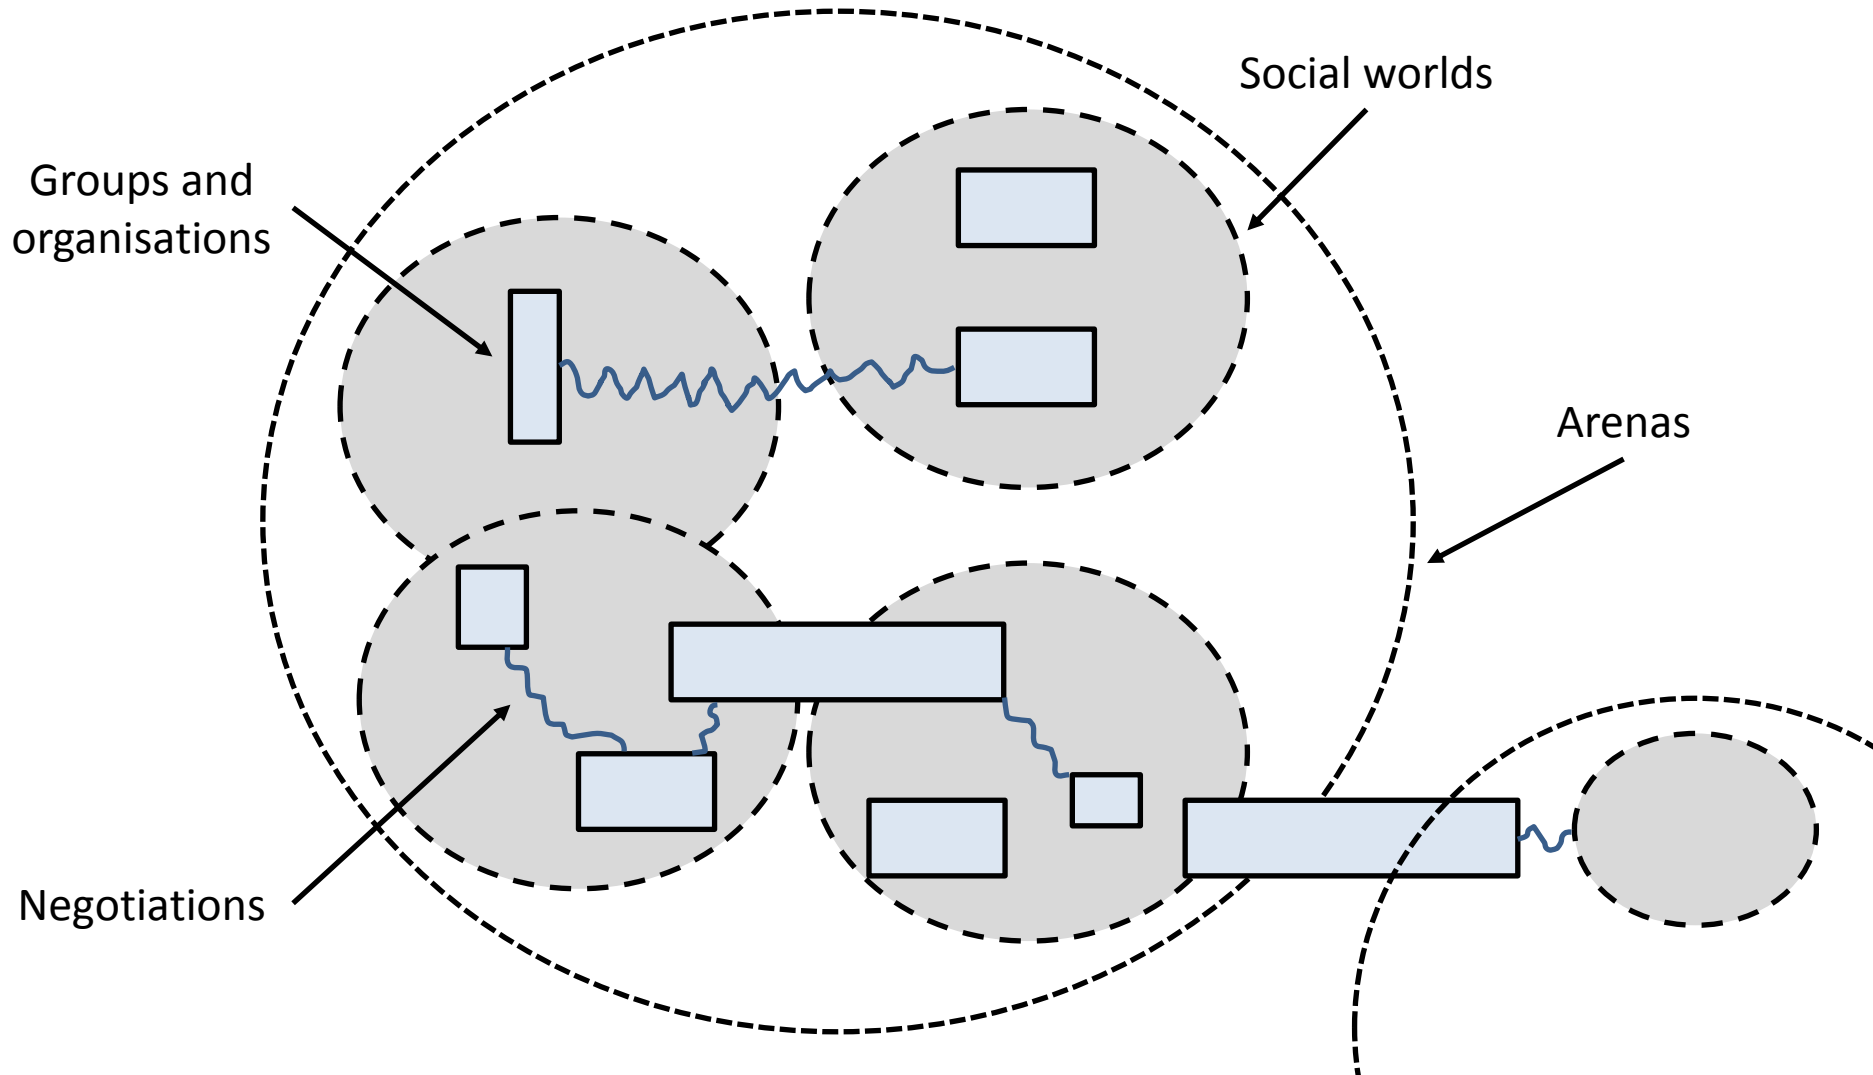 Social worlds
Groups and
organisations
Arenas
Negotiations